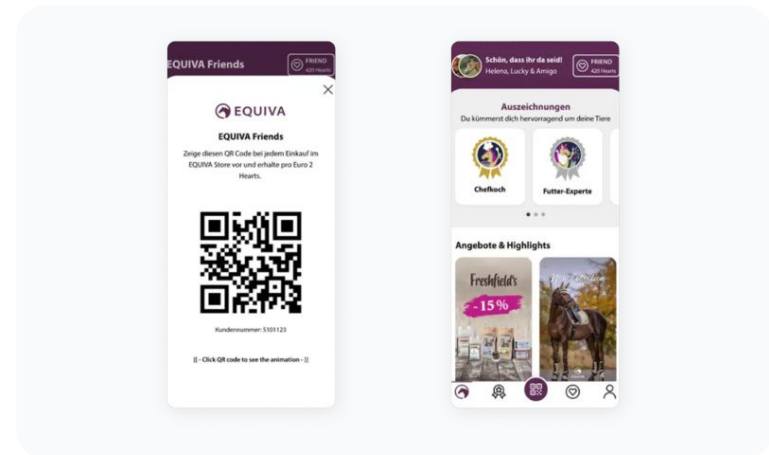 EQUIVA Friends
FRIEND
420 Hearts
EQUIVA
EQUIVA Friends
Zeige diesen QR Code bei jedem Einkauf im
EQUIVA Store vor und erhalte pro Euro 2
Hearts.
Kundennummer: 5101123
[[ - Click QR code to see the animation - ]]
Schön, dass ihr da seid!
Helena, Lucky & Amigo
FRIEND
420 Hearts
Auszeichnungen
Du kümmerst dich hervorragend um deine Tiere
Chefkoch
Futter-Experte
Angebote & Highlights
Freshfield's
-15%